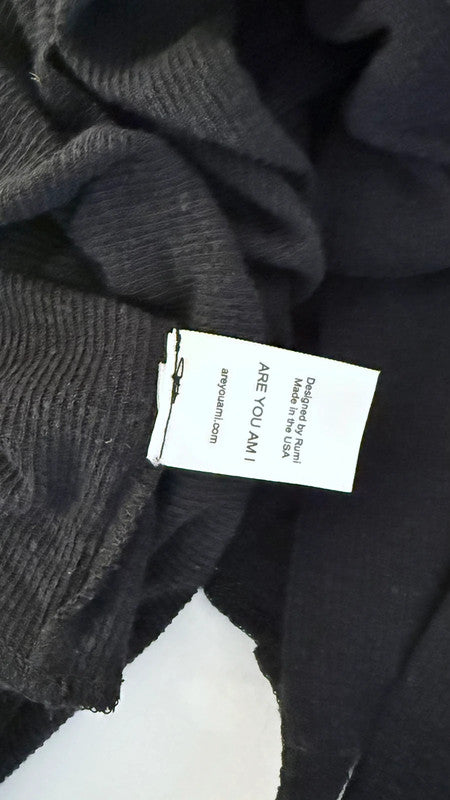 Designed by Rumi
Made in the USA
ARE YOU AM I
areyouami.com